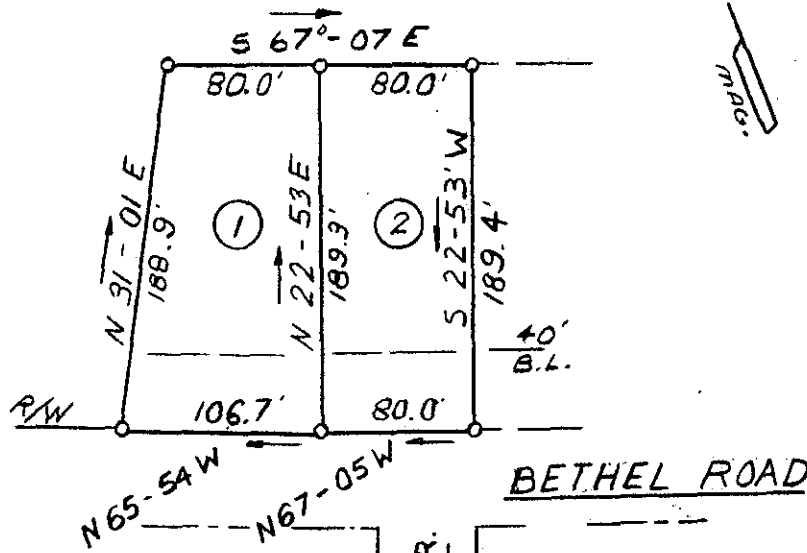 S 67°-07 E
80.0'
80.0'
MAG.
N 31-01 E
188.9'
1
N 22-53 E
189.3'
2
S 22-53' W
189.4'
40'
B.L.
R/W
106.7'
80.0'
N 65-54 W
N 67-05 W
BETHEL ROAD